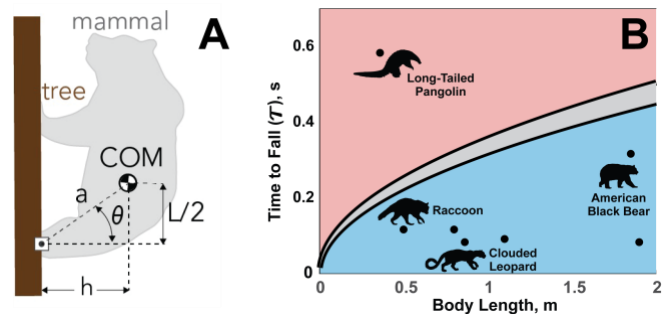 mammal
A
tree
COM
a
θ
L/2
h
B
Time to Fall (τ), s
0.6
0.4
0.2
0
Long-Tailed
Pangolin
Raccoon
American
Black Bear
Clouded
Leopard
0
0.5
1
1.5
2
Body Length, m